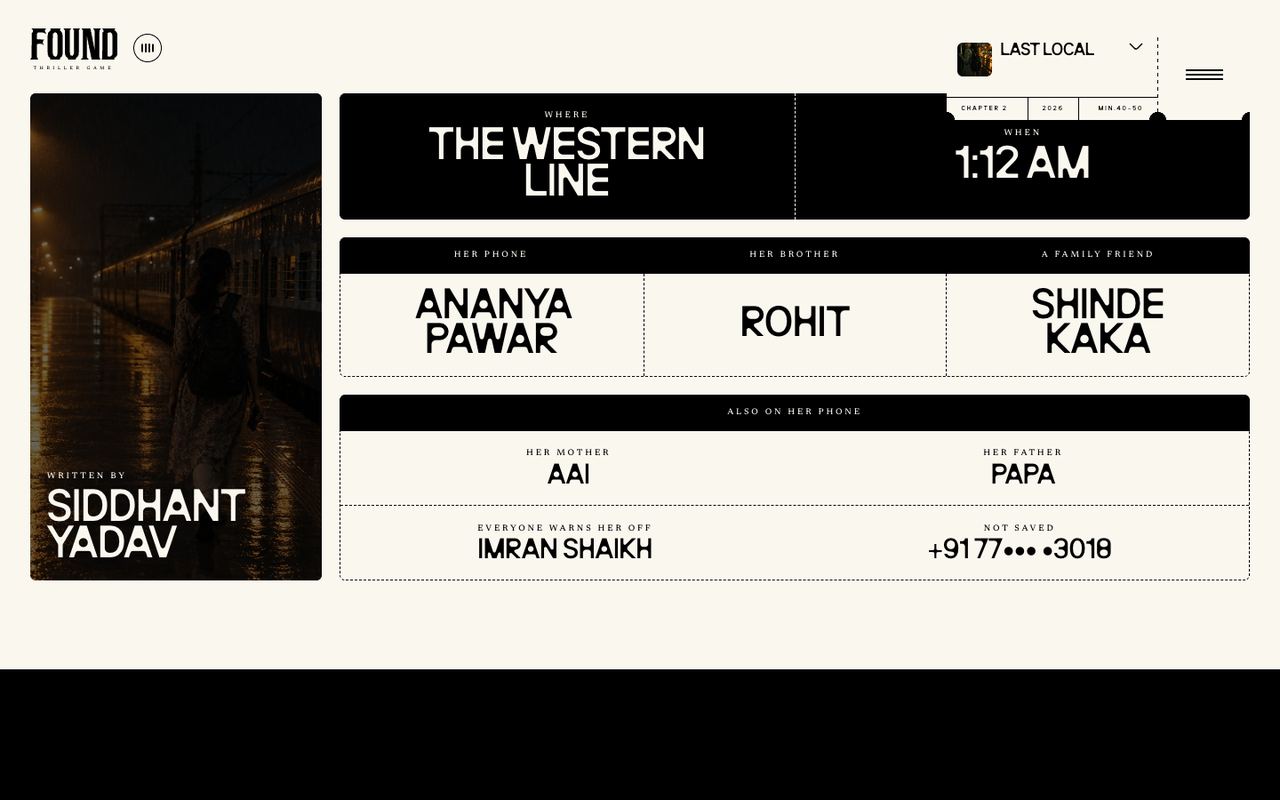 FOUND
THRILLER GAME
LAST LOCAL
CHAPTER 2
2026
MIN.40–50
WHERE
THE WESTERN
LINE
WHEN
1:12 AM
HER PHONE
HER BROTHER
A FAMILY FRIEND
ANANYA
PAWAR
ROHIT
SHINDE
KAKA
ALSO ON HER PHONE
HER MOTHER
AAI
HER FATHER
PAPA
EVERYONE WARNS HER OFF
IMRAN SHAIKH
NOT SAVED
+91 77••• •3018
WRITTEN BY
SIDDHANT
YADAV